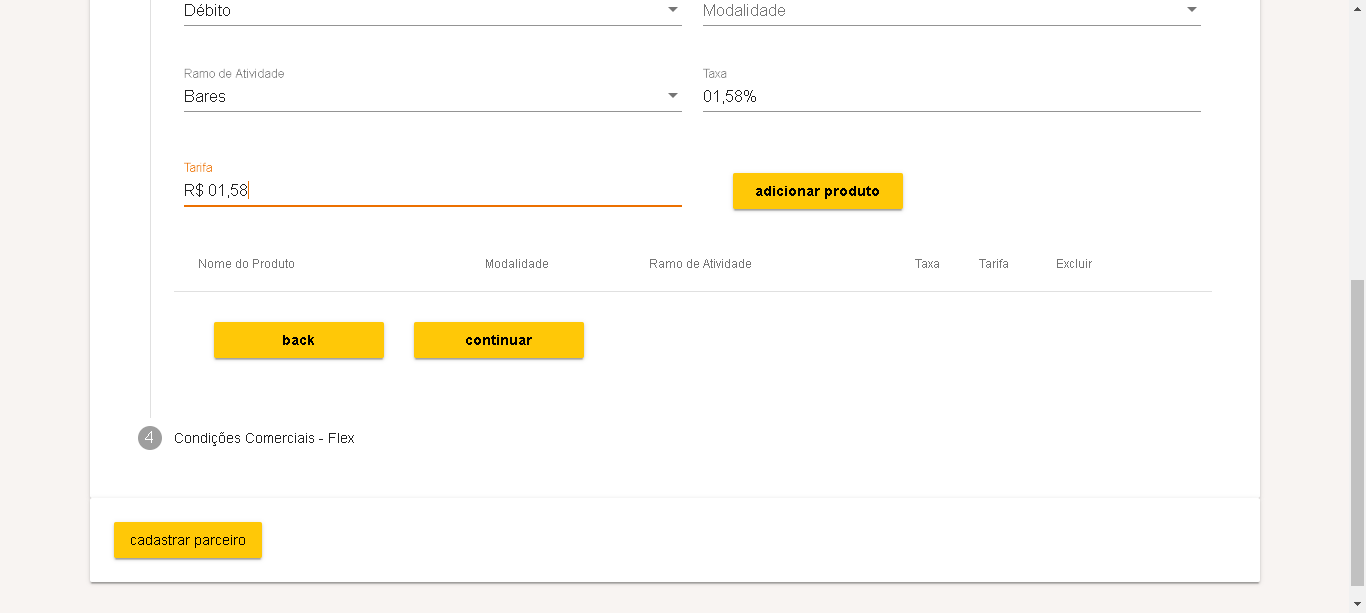 Débito Modalidade
Ramo de Atividade Taxa
Bares 01,58%
Tarifa
R$ 01,58 adicionar produto
Nome do Produto Modalidade Ramo de Atividade Taxa Tarifa Excluir
back continuar
4 Condições Comerciais - Flex
cadastrar parceiro